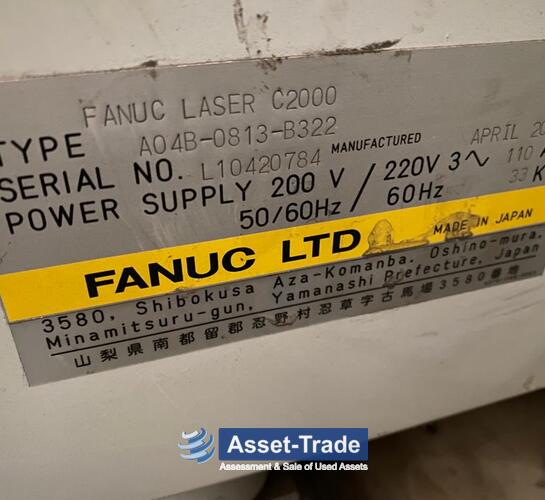 FANUC LASER C2000
TYPE A04B-0813-B322
SERIAL NO. L10420784 MANUFACTURED APRIL 20
POWER SUPPLY 200 V / 220V 3∿ 110
50/60Hz / 60Hz 33 K
FANUC LTD MADE IN JAPAN
3580, Shibokusa Aza-Komanba, Oshino-mura,
Minamitsuru-gun, Yamanashi Prefecture, Japan
山梨県南都留郡忍野村忍草字古馬場3580番地
Asset-Trade
Assessment & Sale of Used Assets